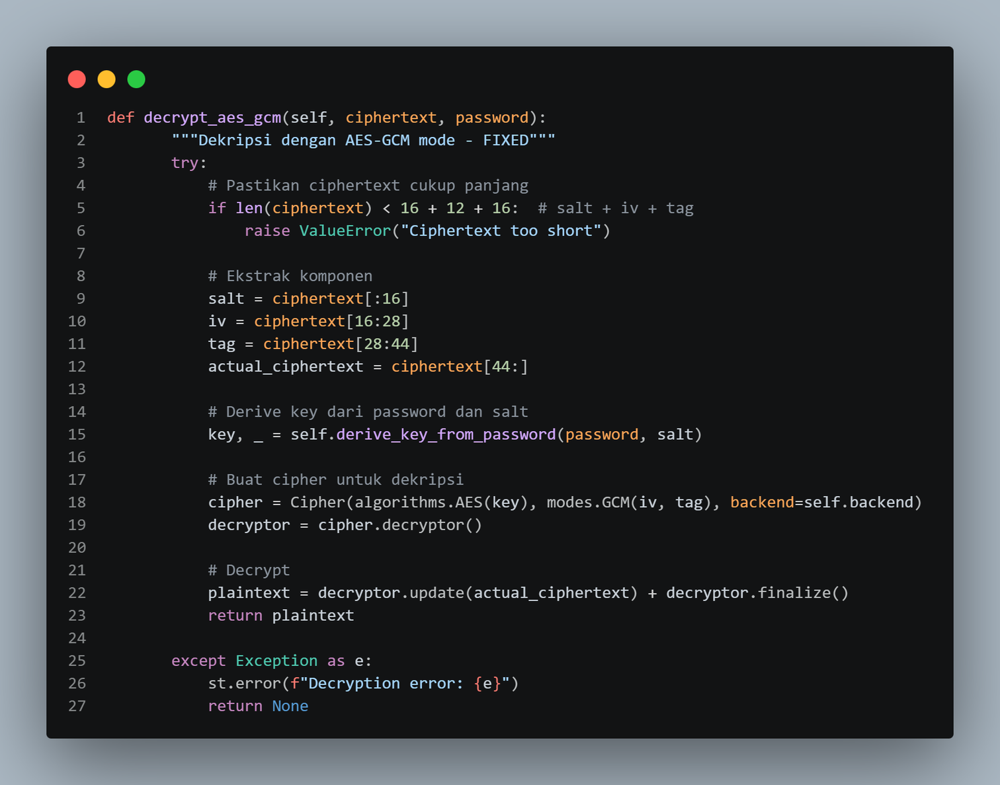 1 def decrypt_aes_gcm(self, ciphertext, password):
2 """Dekripsi dengan AES-GCM mode - FIXED"""
3 try:
4 # Pastikan ciphertext cukup panjang
5 if len(ciphertext) < 16 + 12 + 16:  # salt + iv + tag
6 raise ValueError("Ciphertext too short")
7
8 # Ekstrak komponen
9 salt = ciphertext[:16]
10 iv = ciphertext[16:28]
11 tag = ciphertext[28:44]
12 actual_ciphertext = ciphertext[44:]
13
14 # Derive key dari password dan salt
15 key, _ = self.derive_key_from_password(password, salt)
16
17 # Buat cipher untuk dekripsi
18 cipher = Cipher(algorithms.AES(key), modes.GCM(iv, tag), backend=self.backend)
19 decryptor = cipher.decryptor()
20
21 # Decrypt
22 plaintext = decryptor.update(actual_ciphertext) + decryptor.finalize()
23 return plaintext
24
25 except Exception as e:
26 st.error(f"Decryption error: {e}")
27 return None